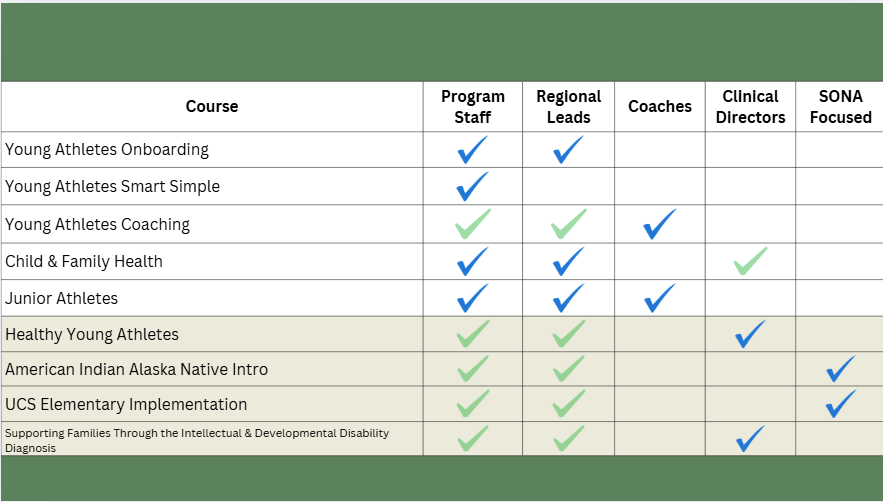 Course
Program
Staff
Regional
Leads
Coaches
Clinical
Directors
SONA
Focused
Young Athletes Onboarding
Young Athletes Smart Simple
Young Athletes Coaching
Child & Family Health
Junior Athletes
Healthy Young Athletes
American Indian Alaska Native Intro
UCS Elementary Implementation
Supporting Families Through the Intellectual & Developmental Disability
Diagnosis